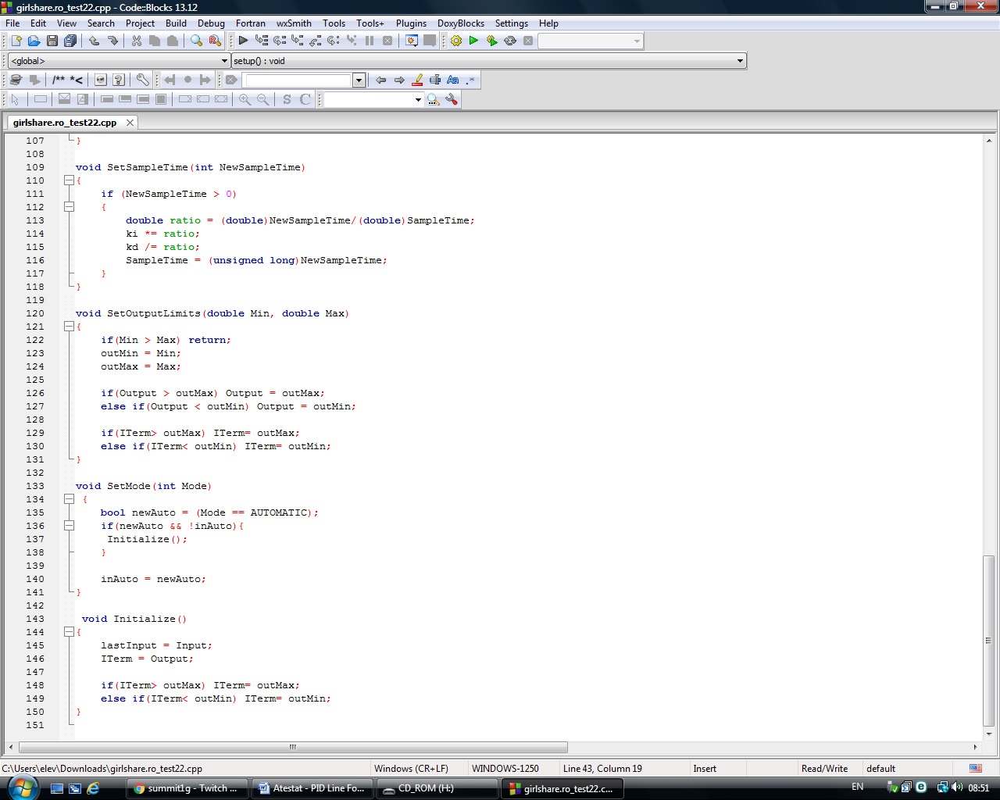 girlshare.ro_test22.cpp - Code::Blocks 13.12
File Edit View Search Project Build Debug Fortran wxSmith Tools Tools+ Plugins DoxyBlocks Settings Help
<global> setup() : void
/** *<
S C Aa .*
girlshare.ro_test22.cpp
107 }
108
109 void SetSampleTime(int NewSampleTime)
110 {
111 if (NewSampleTime > 0)
112 {
113 double ratio = (double)NewSampleTime/(double)SampleTime;
114 ki *= ratio;
115 kd /= ratio;
116 SampleTime = (unsigned long)NewSampleTime;
117 }
118 }
119
120 void SetOutputLimits(double Min, double Max)
121 {
122 if(Min > Max) return;
123 outMin = Min;
124 outMax = Max;
125
126 if(Output > outMax) Output = outMax;
127 else if(Output < outMin) Output = outMin;
128
129 if(ITerm> outMax) ITerm= outMax;
130 else if(ITerm< outMin) ITerm= outMin;
131 }
132
133 void SetMode(int Mode)
134 {
135 bool newAuto = (Mode == AUTOMATIC);
136 if(newAuto && !inAuto){
137 Initialize();
138 }
139
140 inAuto = newAuto;
141 }
142
143 void Initialize()
144 {
145 lastInput = Input;
146 ITerm = Output;
147
148 if(ITerm> outMax) ITerm= outMax;
149 else if(ITerm< outMin) ITerm= outMin;
150 }
151
C:\Users\elev\Downloads\girlshare.ro_test22.cpp Windows (CR+LF) WINDOWS-1250 Line 43, Column 19 Insert Read/Write default
summit1g - Twitch ... Atestat - PID Line Fo... CD_ROM (H:) girlshare.ro_test22.c... EN 08:51